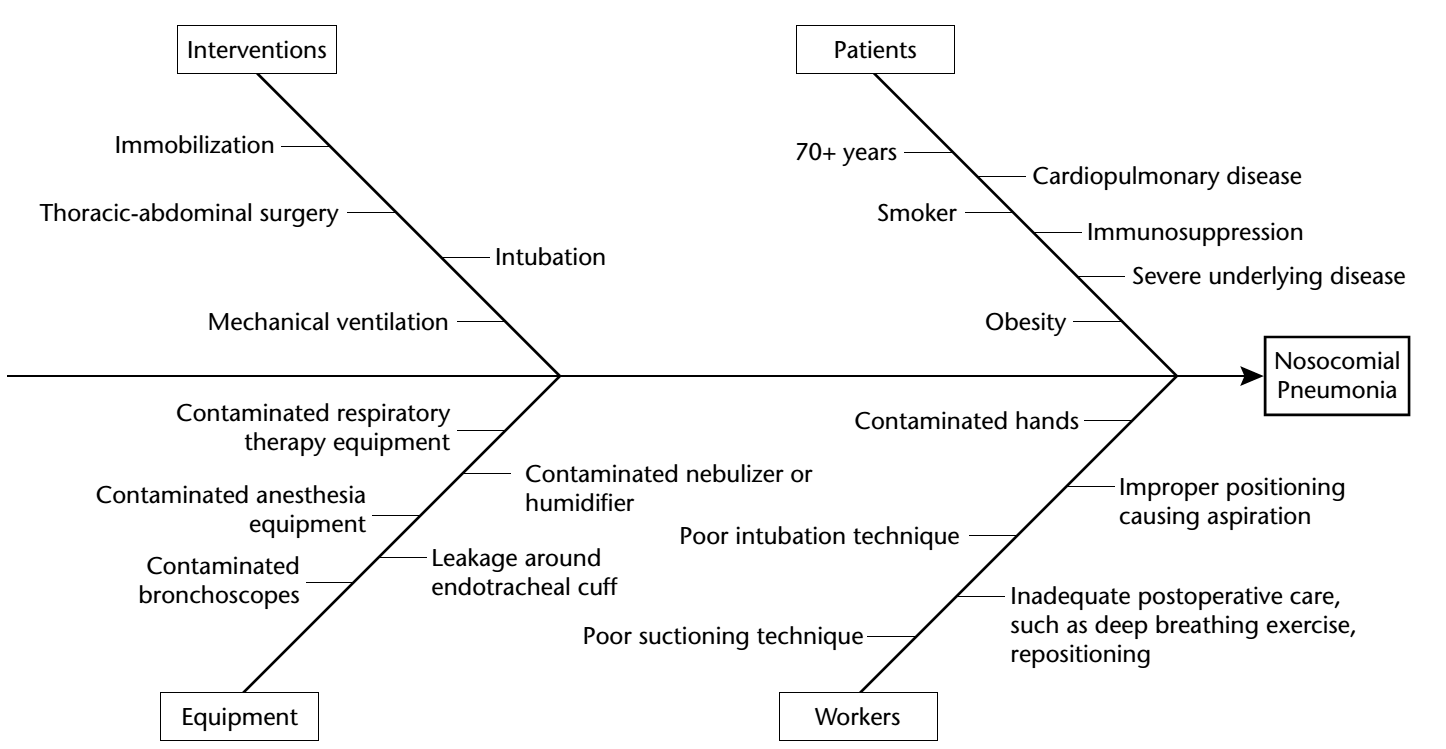 Interventions
Patients
Immobilization
70+ years
Cardiopulmonary disease
Thoracic-abdominal surgery
Smoker
Immunosuppression
Intubation
Severe underlying disease
Mechanical ventilation
Obesity
Nosocomial
Pneumonia
Contaminated respiratory
therapy equipment
Contaminated hands
Contaminated nebulizer or
humidifier
Improper positioning
causing aspiration
Contaminated anesthesia
equipment
Poor intubation technique
Contaminated
bronchoscopes
Leakage around
endotracheal cuff
Inadequate postoperative care,
such as deep breathing exercise,
repositioning
Poor suctioning technique
Equipment
Workers